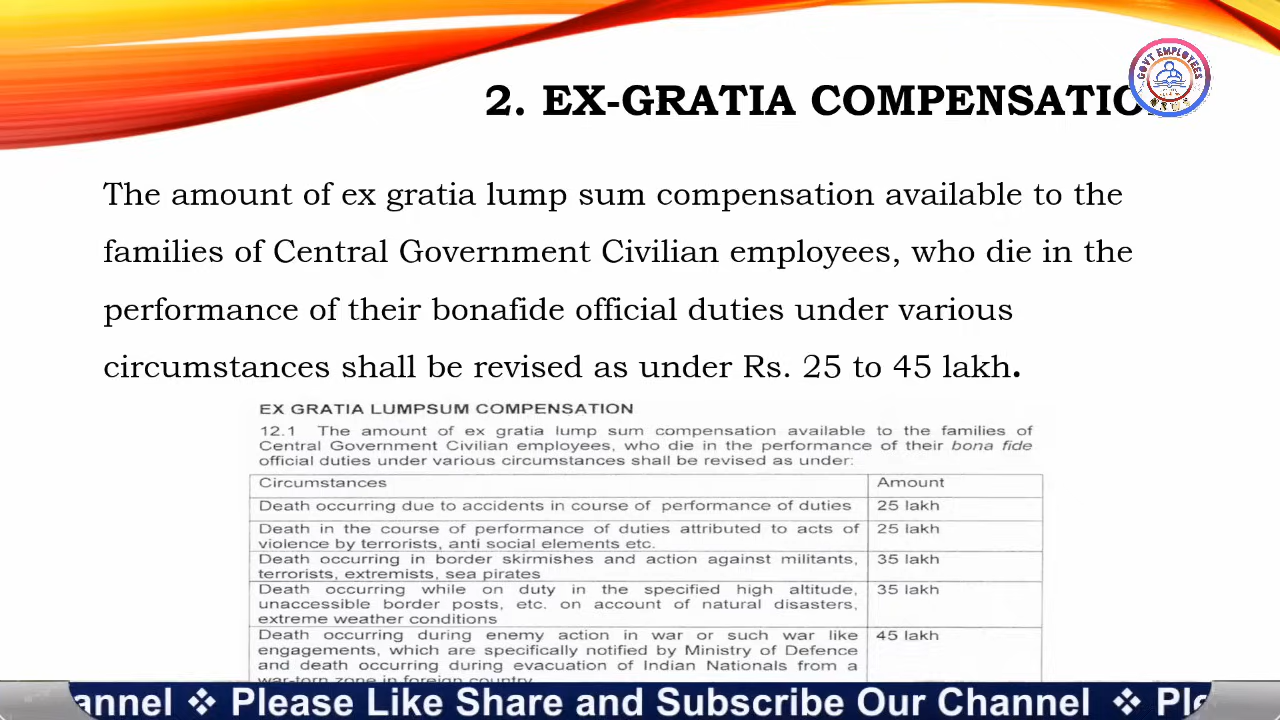 2. EX-GRATIA COMPENSATIO
GOVT EMPLOYEES
NEWS
The amount of ex gratia lump sum compensation available to the
families of Central Government Civilian employees, who die in the
performance of their bonafide official duties under various
circumstances shall be revised as under Rs. 25 to 45 lakh.
EX GRATIA LUMPSUM COMPENSATION
12.1 The amount of ex gratia lump sum compensation available to the families of
Central Government Civilian employees, who die in the performance of their bona fide
official duties under various circumstances shall be revised as under:
Circumstances Amount
Death occurring due to accidents in course of performance of duties 25 lakh
Death in the course of performance of duties attributed to acts of 25 lakh
violence by terrorists, anti social elements etc.
Death occurring in border skirmishes and action against militants, 35 lakh
terrorists, extremists, sea pirates
Death occurring while on duty in the specified high altitude, 35 lakh
unaccessible border posts, etc. on account of natural disasters,
extreme weather conditions
Death occurring during enemy action in war or such war like 45 lakh
engagements, which are specifically notified by Ministry of Defence
and death occurring during evacuation of Indian Nationals from a
war-torn zone in foreign country
annel ❖ Please Like Share and Subscribe Our Channel ❖ Ple